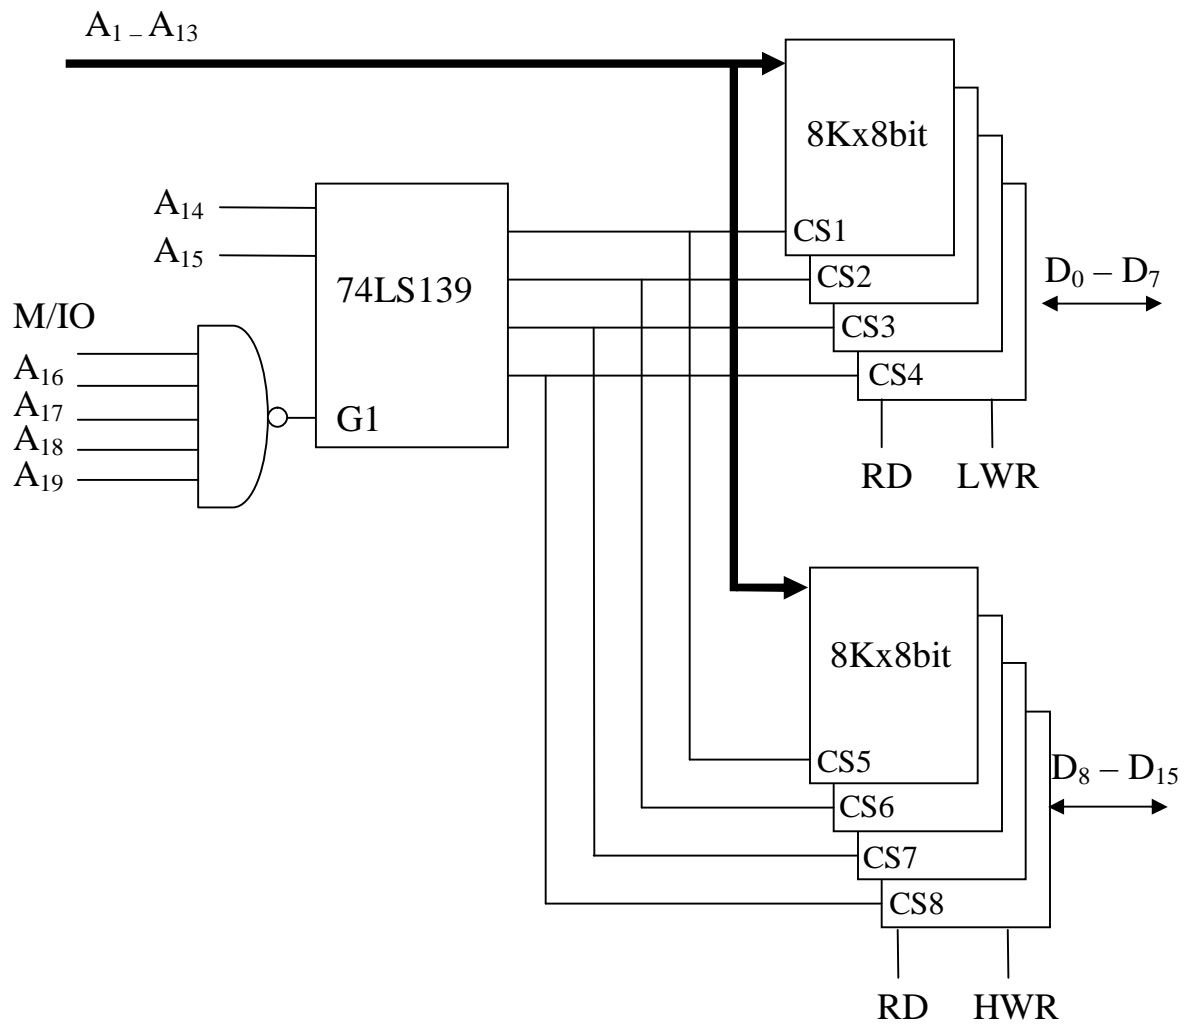 A₁ – A₁₃
8Kx8bit
A₁₄
CS1
A₁₅
CS2
D₀ – D₇
74LS139
M/IO
CS3
A₁₆
CS4
A₁₇
G1
A₁₈
A₁₉
RD LWR
8Kx8bit
CS5
D₈ – D₁₅
CS6
CS7
CS8
RD HWR